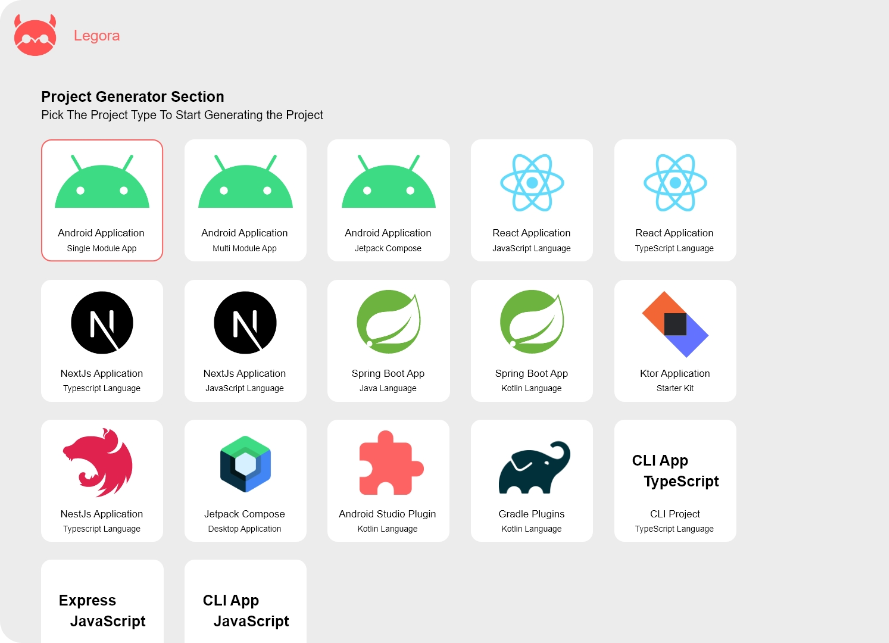 Legora
Project Generator Section
Pick The Project Type To Start Generating the Project
Android Application
Single Module App
Android Application
Multi Module App
Android Application
Jetpack Compose
React Application
JavaScript Language
React Application
TypeScript Language
NextJs Application
Typescript Language
NextJs Application
JavaScript Language
Spring Boot App
Java Language
Spring Boot App
Kotlin Language
Ktor Application
Starter Kit
NestJs Application
Typescript Language
Jetpack Compose
Desktop Application
Android Studio Plugin
Kotlin Language
Gradle Plugins
Kotlin Language
CLI App
TypeScript
CLI Project
TypeScript Language
Express
JavaScript
CLI App
JavaScript